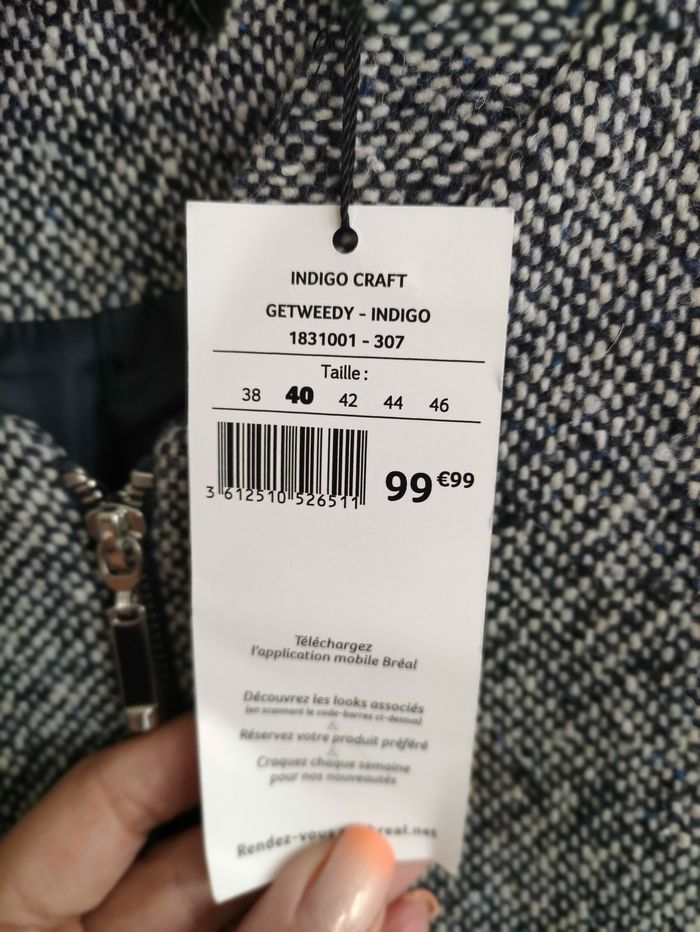 INDIGO CRAFT
GETWEEDY - INDIGO
1831001 - 307
Taille :
38 40 42 44 46
3 612510 526511
99€99
Téléchargez
l'application mobile Bréal
Découvrez les looks associés
(en scannant le code-barres ci-dessus)
&
Réservez votre produit préféré
&
Craquez chaque semaine
pour nos nouveautés